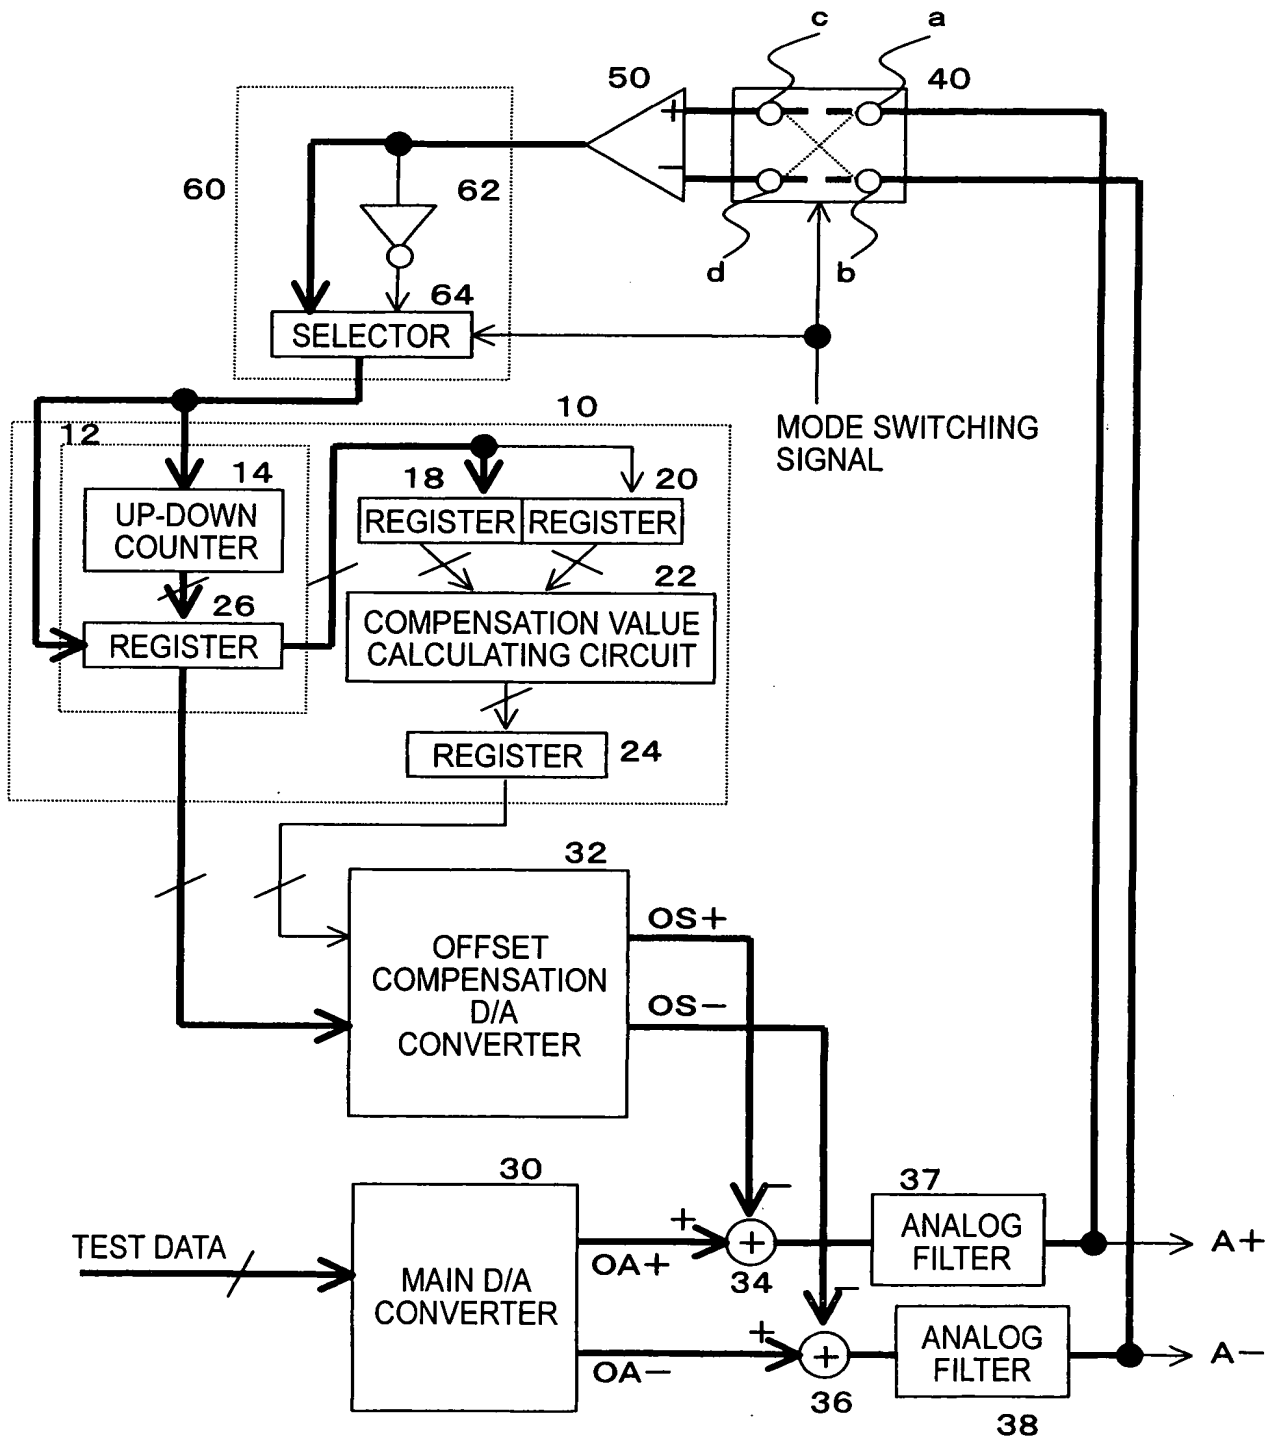 c
a
50
40
+
−
60
62
d
b
64
SELECTOR
10
MODE SWITCHING
SIGNAL
12
14
18
20
UP-DOWN
COUNTER
REGISTER
REGISTER
22
26
REGISTER
COMPENSATION VALUE
CALCULATING CIRCUIT
REGISTER
24
32
OS+
OFFSET
COMPENSATION
D/A
CONVERTER
OS−
30
37
−
+
TEST DATA
ANALOG
FILTER
A+
+
OA+
34
MAIN D/A
CONVERTER
−
+
ANALOG
FILTER
A−
+
OA−
36
38